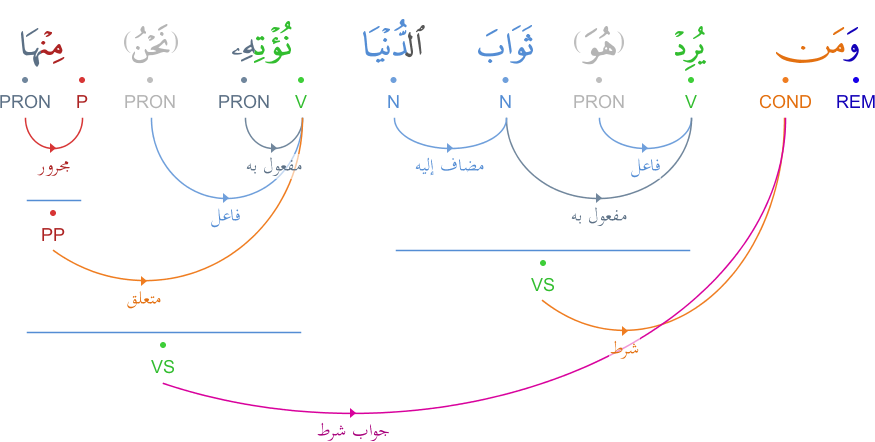 وَمَن يُرِدْ (هُوَ) ثَوَابَ ٱلدُّنْيَا نُؤْتِهِۦ (نَحْنُ) مِنْهَا
REM COND V PRON N N V PRON PRON P PRON
فاعل مضاف إليه مفعول به مجرور
مفعول به فاعل
PP
VS
متعلق
شرط
VS
جواب شرط